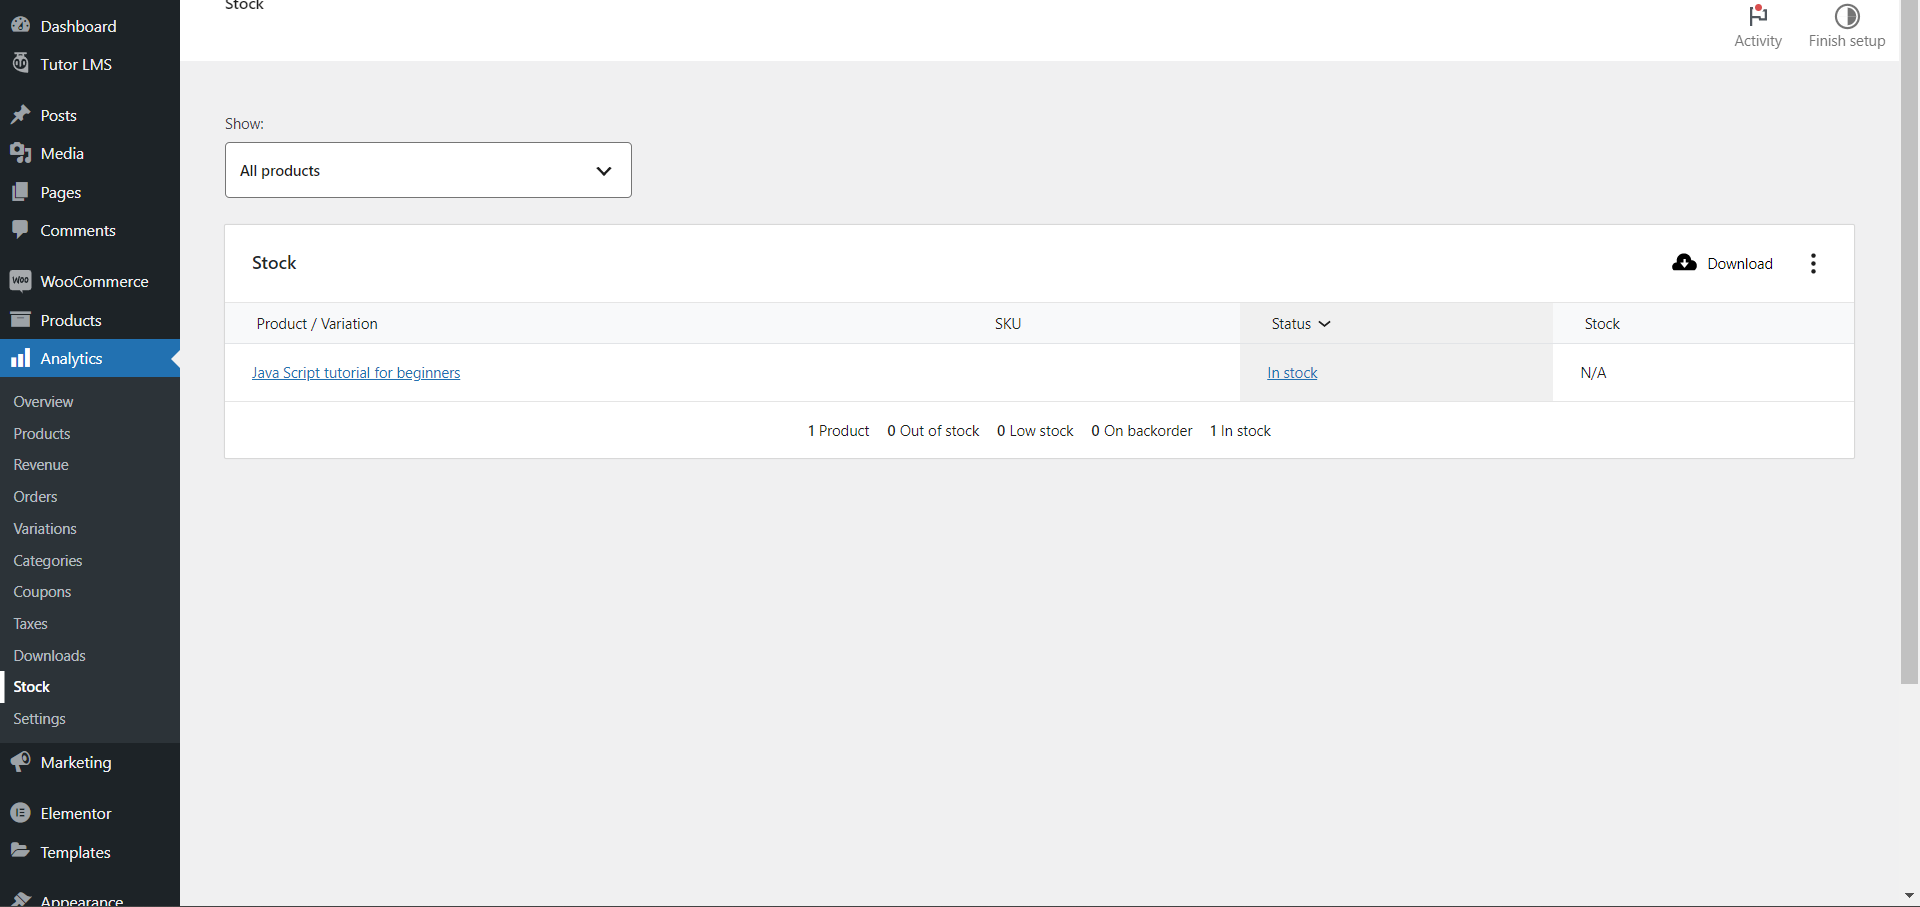 Dashboard
Tutor LMS
Posts
Media
Pages
Comments
Woo WooCommerce
Products
Analytics
Overview
Products
Revenue
Orders
Variations
Categories
Coupons
Taxes
Downloads
Stock
Settings
Marketing
Elementor
Templates
Appearance
Stock
Activity
Finish setup
Show:
All products
Stock
Download
Product / Variation SKU Status Stock
Java Script tutorial for beginners In stock N/A
1 Product 0 Out of stock 0 Low stock 0 On backorder 1 In stock